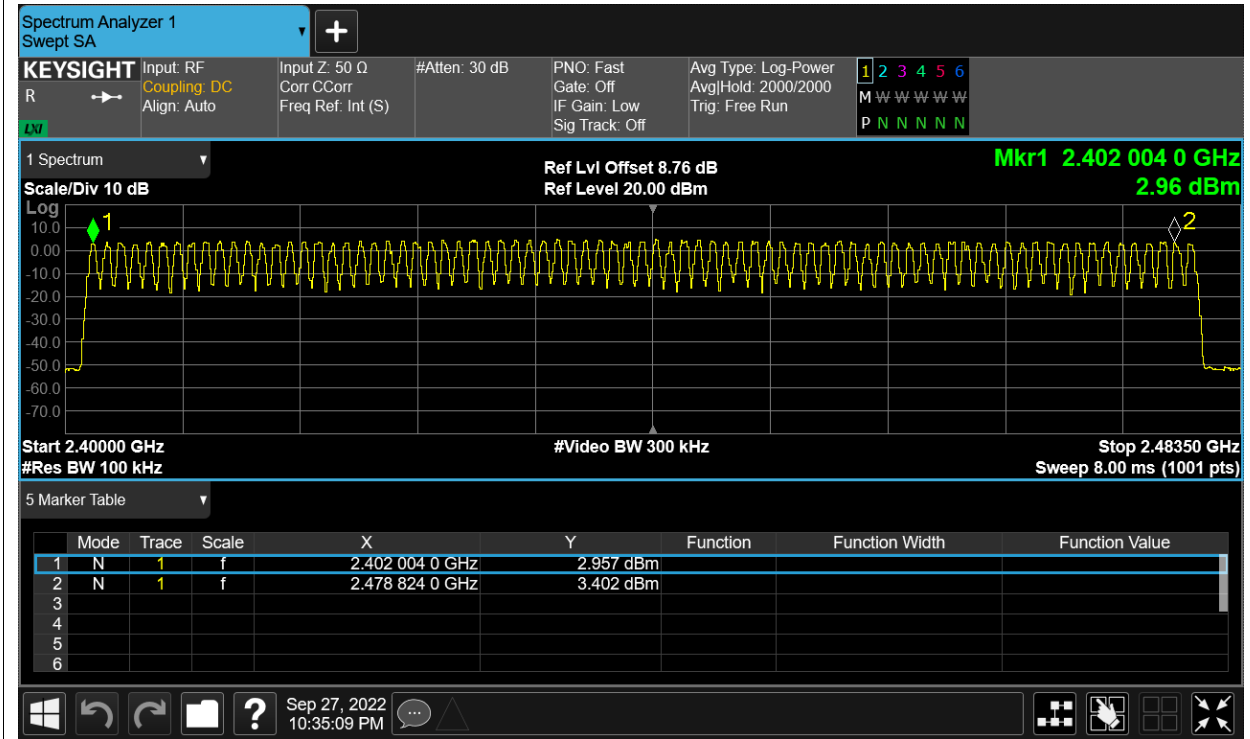 Spectrum Analyzer 1
Swept SA
KEYSIGHT
R
LXI
Input: RF
Coupling: DC
Align: Auto
Input Z: 50 Ω
Corr CCorr
Freq Ref: Int (S)
#Atten: 30 dB
PNO: Fast
Gate: Off
IF Gain: Low
Sig Track: Off
Avg Type: Log-Power
Avg|Hold: 2000/2000
Trig: Free Run
1 2 3 4 5 6
M W W W W W
P N N N N N
1 Spectrum
Scale/Div 10 dB
Ref Lvl Offset 8.76 dB
Ref Level 20.00 dBm
Mkr1 2.402 004 0 GHz
2.96 dBm
Log
10.0
0.00
-10.0
-20.0
-30.0
-40.0
-50.0
-60.0
-70.0
1
2
Start 2.40000 GHz
#Res BW 100 kHz
#Video BW 300 kHz
Stop 2.48350 GHz
Sweep 8.00 ms (1001 pts)
5 Marker Table
Mode Trace Scale X Y Function Function Width Function Value
1 N 1 f 2.402 004 0 GHz 2.957 dBm
2 N 1 f 2.478 824 0 GHz 3.402 dBm
3
4
5
6
?
Sep 27, 2022
10:35:09 PM